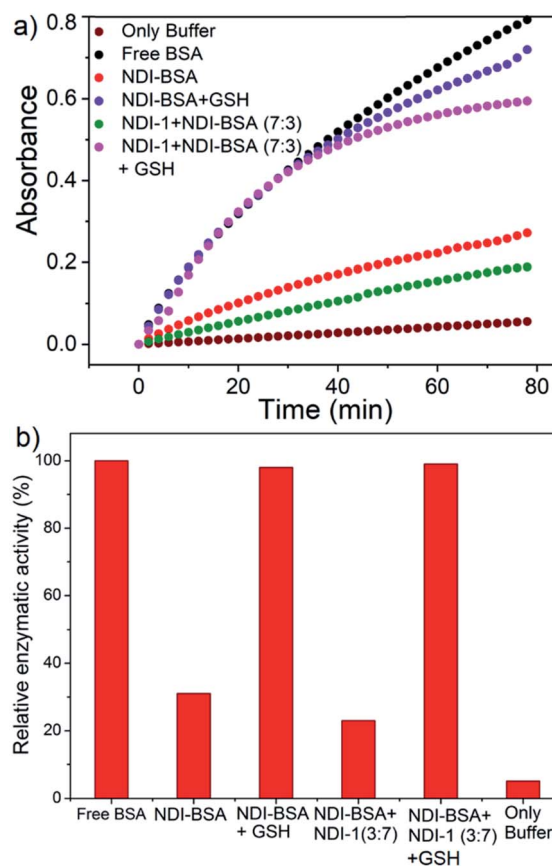 a)
0.8
0.6
0.4
0.2
0.0
Absorbance
Only Buffer
Free BSA
NDI-BSA
NDI-BSA+GSH
NDI-1+NDI-BSA (7:3)
NDI-1+NDI-BSA (7:3)
+ GSH
0
20
40
60
80
Time (min)
b)
100
80
60
40
20
0
Relative enzymatic activity (%)
Free BSA
NDI-BSA
NDI-BSA
+ GSH
NDI-BSA+
NDI-1(3:7)
NDI-BSA+
NDI-1 (3:7)
+GSH
Only
Buffer